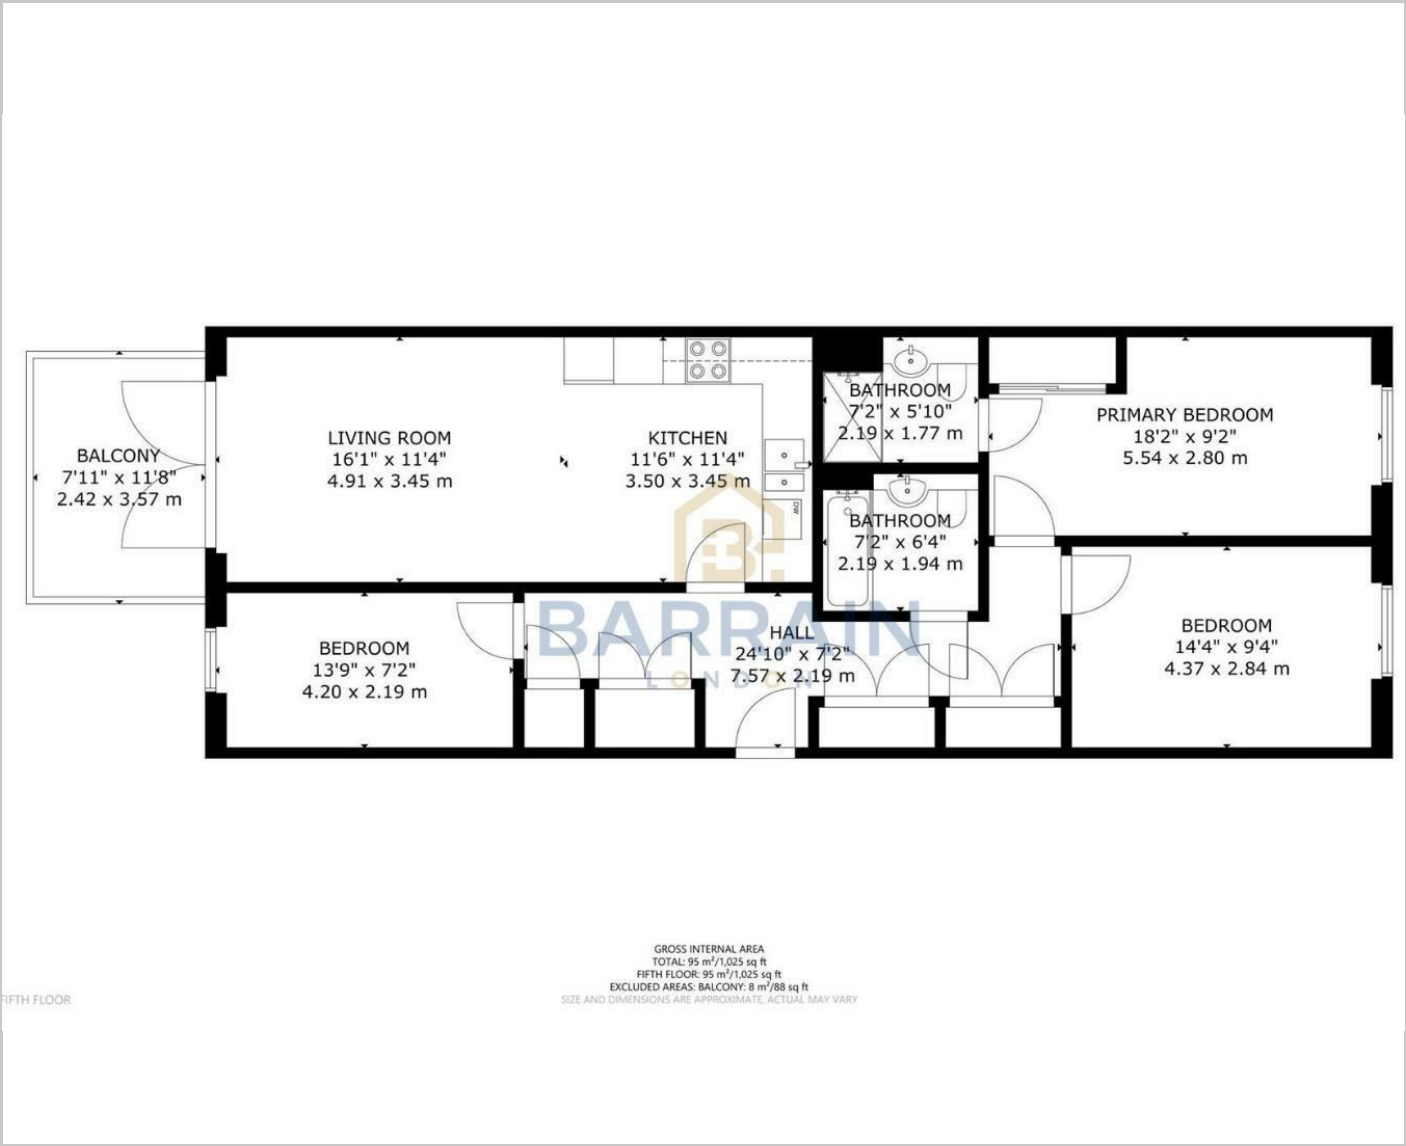 BALCONY
7'11" x 11'8"
2.42 x 3.57 m
LIVING ROOM
16'1" x 11'4"
4.91 x 3.45 m
KITCHEN
11'6" x 11'4"
3.50 x 3.45 m
DW
BATHROOM
7'2" x 5'10"
2.19 x 1.77 m
PRIMARY BEDROOM
18'2" x 9'2"
5.54 x 2.80 m
BATHROOM
7'2" x 6'4"
2.19 x 1.94 m
BARRAIN
LONDON
BEDROOM
13'9" x 7'2"
4.20 x 2.19 m
HALL
24'10" x 7'2"
7.57 x 2.19 m
BEDROOM
14'4" x 9'4"
4.37 x 2.84 m
GROSS INTERNAL AREA
TOTAL: 95 m²/1,025 sq ft
FIFTH FLOOR: 95 m²/1,025 sq ft
EXCLUDED AREAS: BALCONY: 8 m²/88 sq ft
SIZE AND DIMENSIONS ARE APPROXIMATE, ACTUAL MAY VARY
FIFTH FLOOR